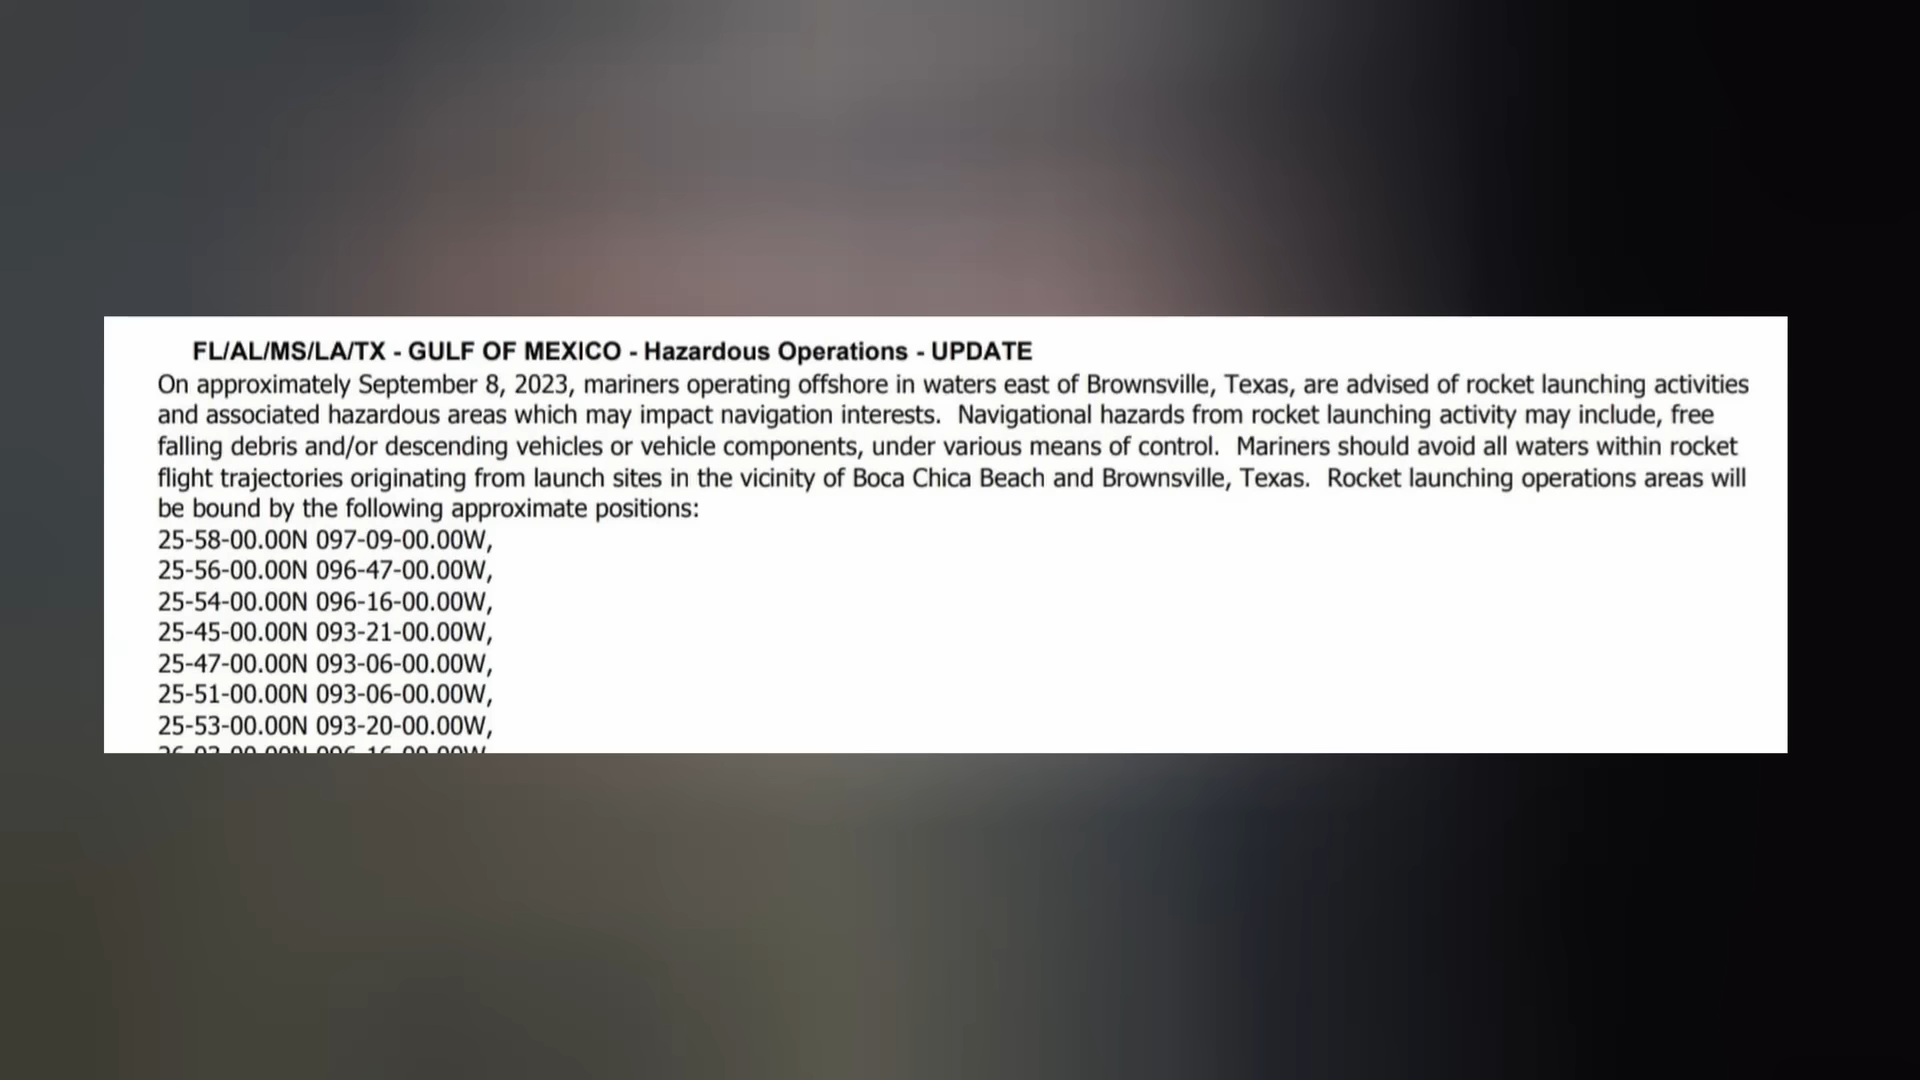 FL/AL/MS/LA/TX - GULF OF MEXICO - Hazardous Operations - UPDATE
On approximately September 8, 2023, mariners operating offshore in waters east of Brownsville, Texas, are advised of rocket launching activities
and associated hazardous areas which may impact navigation interests.  Navigational hazards from rocket launching activity may include, free
falling debris and/or descending vehicles or vehicle components, under various means of control.  Mariners should avoid all waters within rocket
flight trajectories originating from launch sites in the vicinity of Boca Chica Beach and Brownsville, Texas.  Rocket launching operations areas will
be bound by the following approximate positions:
25-58-00.00N 097-09-00.00W,
25-56-00.00N 096-47-00.00W,
25-54-00.00N 096-16-00.00W,
25-45-00.00N 093-21-00.00W,
25-47-00.00N 093-06-00.00W,
25-51-00.00N 093-06-00.00W,
25-53-00.00N 093-20-00.00W,